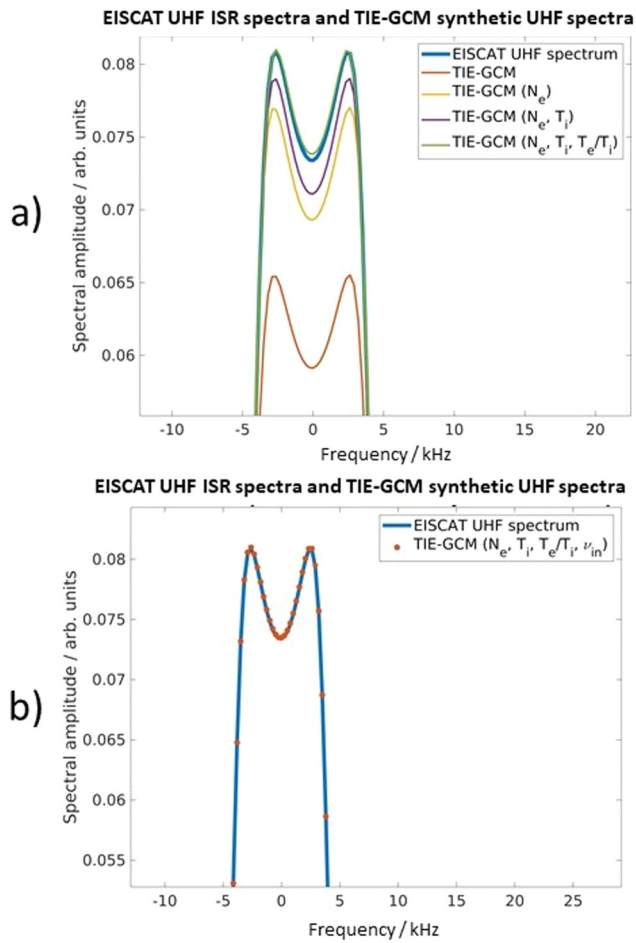 EISCAT UHF ISR spectra and TIE-GCM synthetic UHF spectra
a)
Spectral amplitude / arb. units
0.08
0.075
0.07
0.065
0.06
EISCAT UHF spectrum
TIE-GCM
TIE-GCM (Ne)
TIE-GCM (Ne, Ti)
TIE-GCM (Ne, Ti, Te/Ti)
-10 -5 0 5 10 15 20
Frequency / kHz
EISCAT UHF ISR spectra and TIE-GCM synthetic UHF spectra
b)
Spectral amplitude / arb. units
0.08
0.075
0.07
0.065
0.06
0.055
EISCAT UHF spectrum
TIE-GCM (Ne, Ti, Te/Ti, νin)
-10 -5 0 5 10 15 20 25
Frequency / kHz